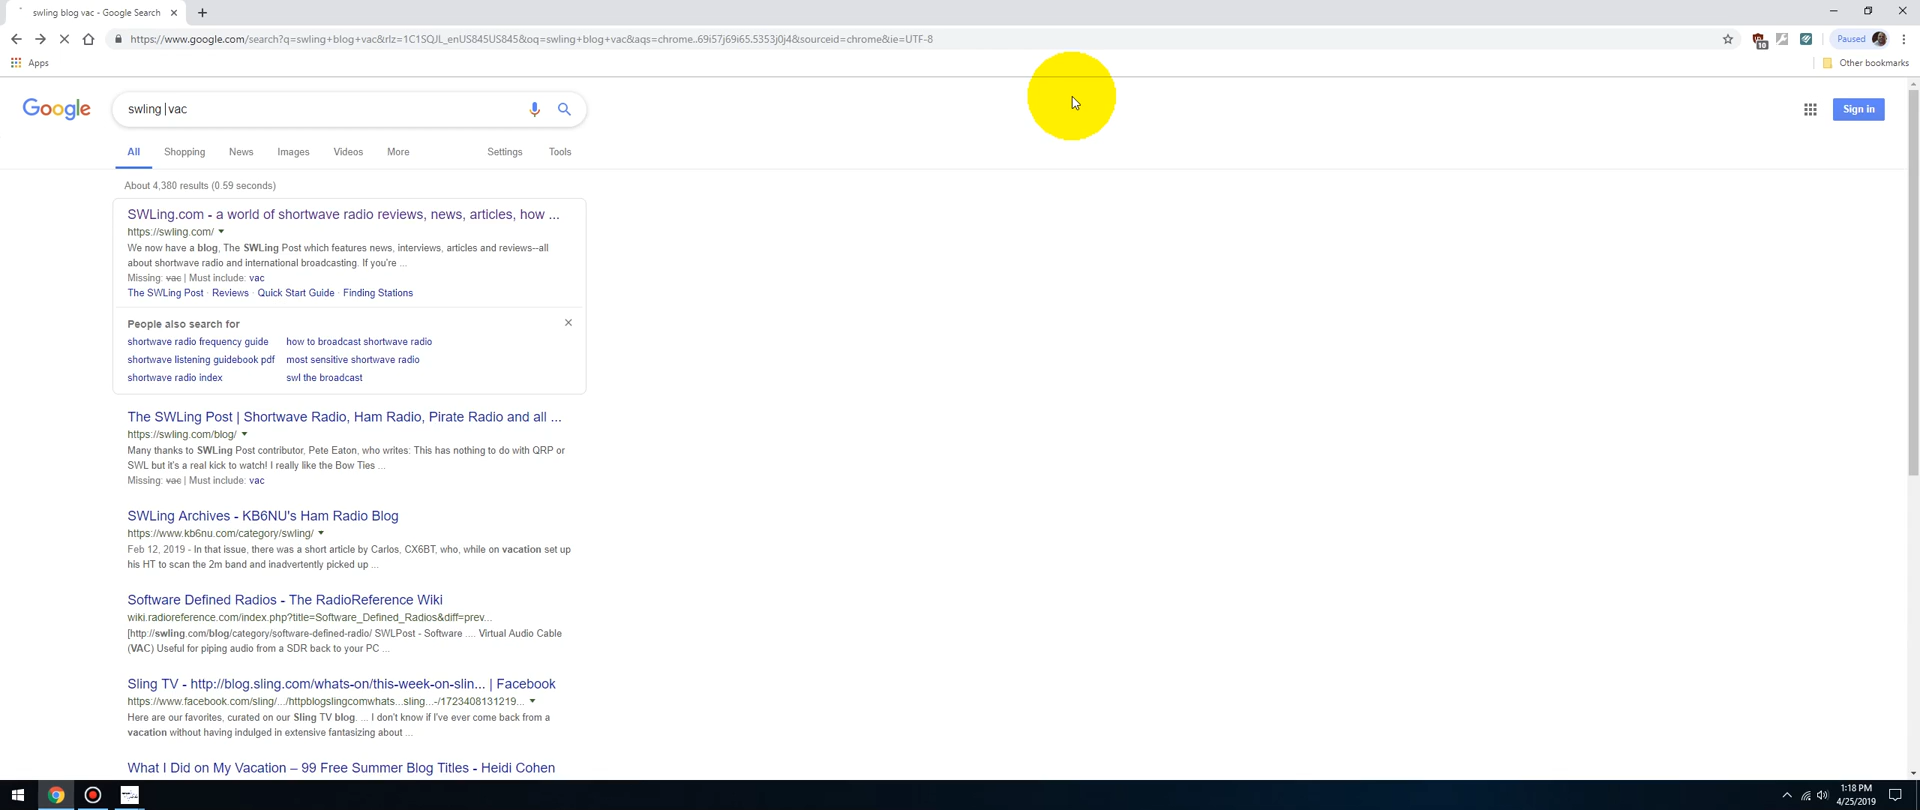 swling blog vac - Google Search
https://www.google.com/search?q=swling+blog+vac&rlz=1C1SQJL_enUS845US845&oq=swling+blog+vac&aqs=chrome..69i57j69i65.5353j0j4&sourceid=chrome&ie=UTF-8
10
Paused
Apps
Other bookmarks
Google
swling vac
Sign in
All Shopping News Images Videos More Settings Tools
About 4,380 results (0.59 seconds)
SWLing.com - a world of shortwave radio reviews, news, articles, how ...
https://swling.com/
We now have a blog, The SWLing Post which features news, interviews, articles and reviews--all
about shortwave radio and international broadcasting. If you're ...
Missing: vac | Must include: vac
The SWLing Post · Reviews · Quick Start Guide · Finding Stations
People also search for
shortwave radio frequency guide how to broadcast shortwave radio
shortwave listening guidebook pdf most sensitive shortwave radio
shortwave radio index swl the broadcast
The SWLing Post | Shortwave Radio, Ham Radio, Pirate Radio and all ...
https://swling.com/blog/
Many thanks to SWLing Post contributor, Pete Eaton, who writes: This has nothing to do with QRP or
SWL but it's a real kick to watch! I really like the Bow Ties ...
Missing: vac | Must include: vac
SWLing Archives - KB6NU's Ham Radio Blog
https://www.kb6nu.com/category/swling/
Feb 12, 2019 - In that issue, there was a short article by Carlos, CX6BT, who, while on vacation set up
his HT to scan the 2m band and inadvertently picked up ...
Software Defined Radios - The RadioReference Wiki
wiki.radioreference.com/index.php?title=Software_Defined_Radios&diff=prev...
[http://swling.com/blog/category/software-defined-radio/ SWLPost - Software .... Virtual Audio Cable
(VAC) Useful for piping audio from a SDR back to your PC ...
Sling TV - http://blog.sling.com/whats-on/this-week-on-slin... | Facebook
https://www.facebook.com/sling/.../httpblogslingcomwhats...sling...-/1723408131219...
Here are our favorites, curated on our Sling TV blog. ... I don't know if I've ever come back from a
vacation without having indulged in extensive fantasizing about ...
What I Did on My Vacation – 99 Free Summer Blog Titles - Heidi Cohen
1:18 PM
4/25/2019